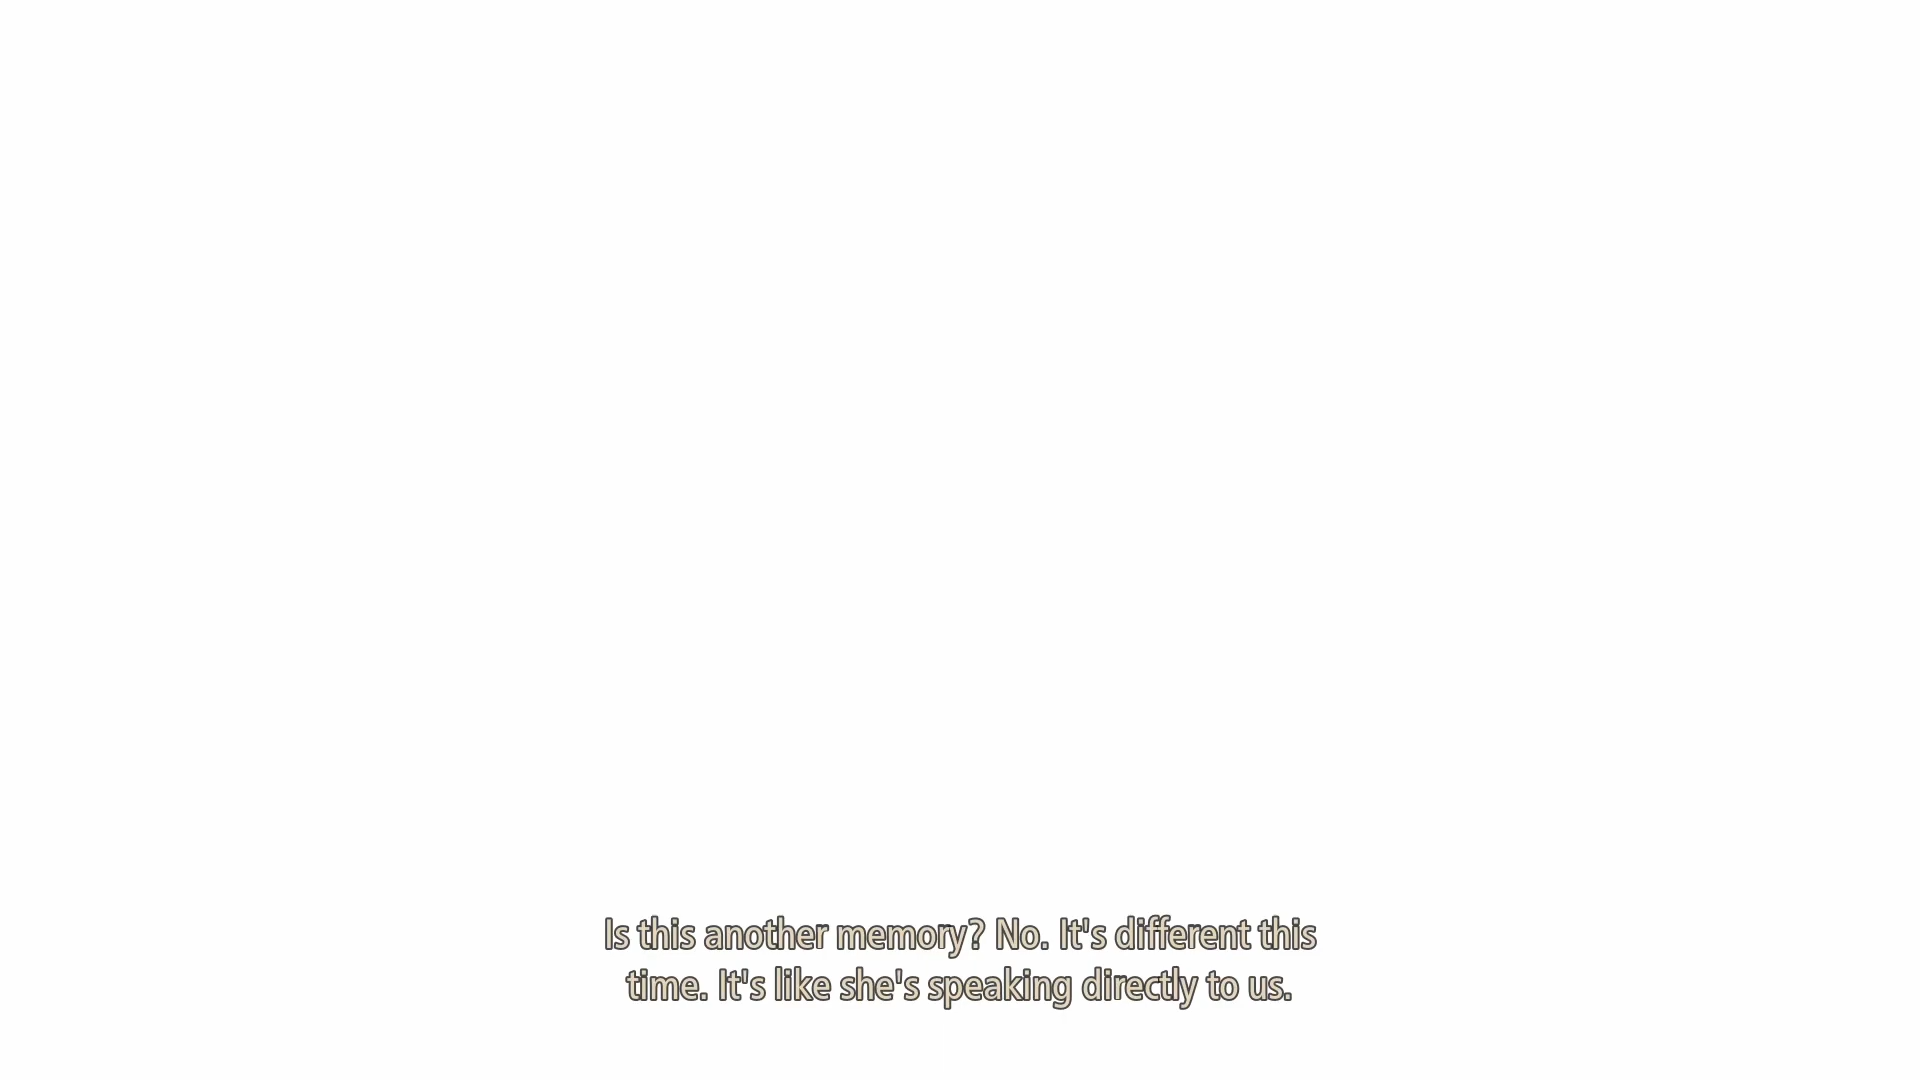 Is this another memory? No. It's different this
time. It's like she's speaking directly to us.